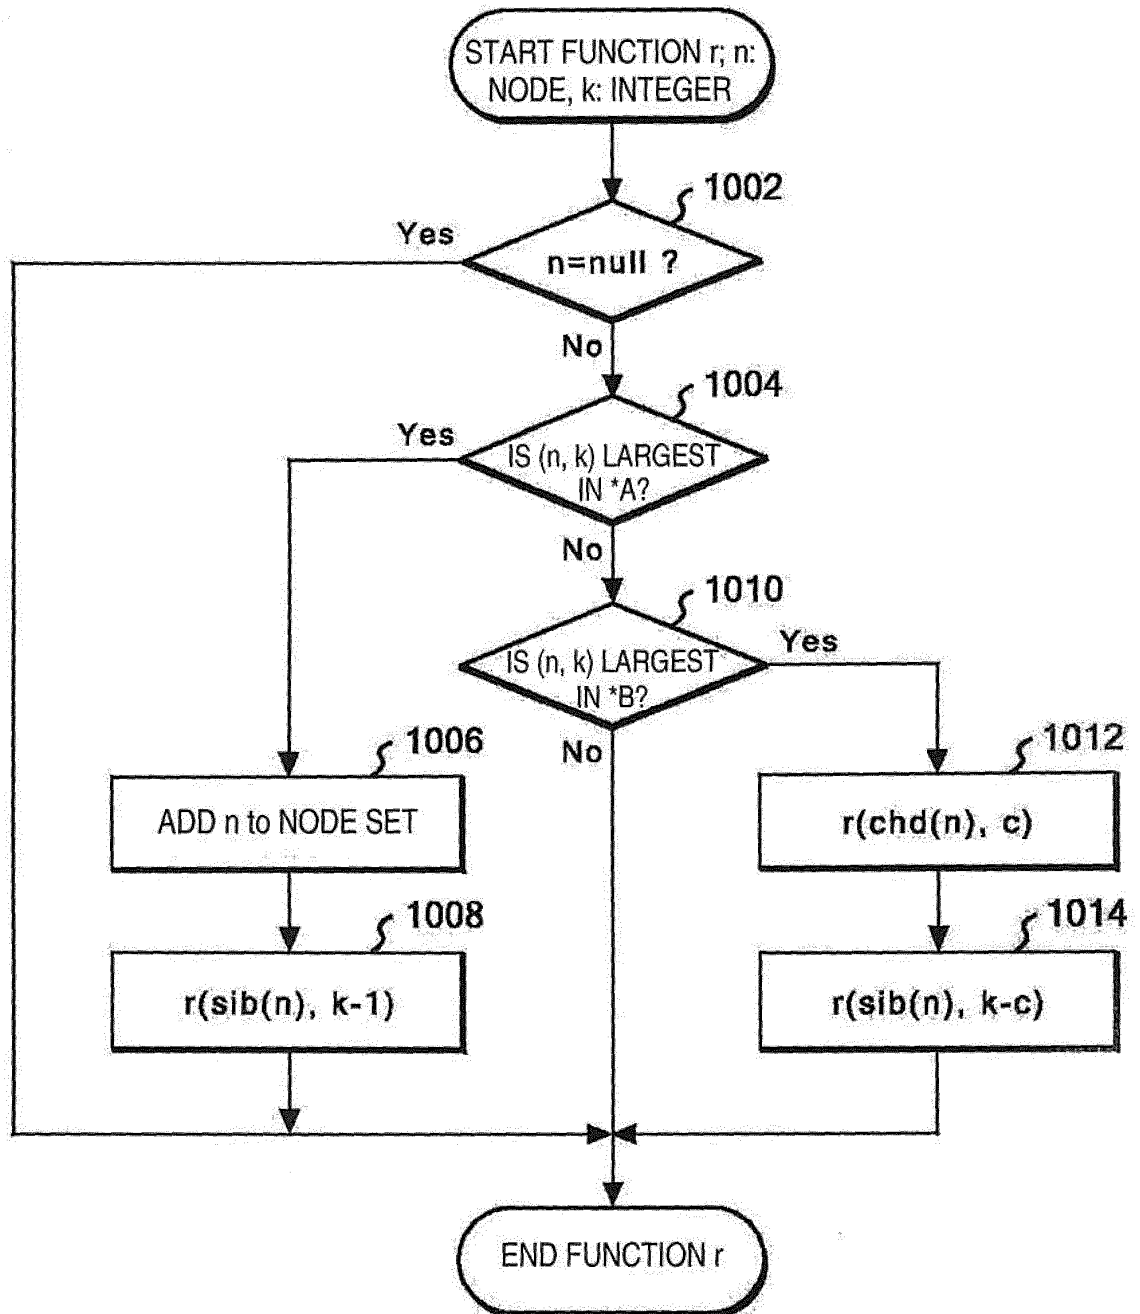 START FUNCTION r; n:
NODE, k: INTEGER
1002
Yes
n=null ?
No
1004
Yes
IS (n, k) LARGEST
IN *A?
No
1010
Yes
IS (n, k) LARGEST
IN *B?
No
1006
ADD n to NODE SET
1012
r(chd(n), c)
1008
r(sib(n), k-1)
1014
r(sib(n), k-c)
END FUNCTION r